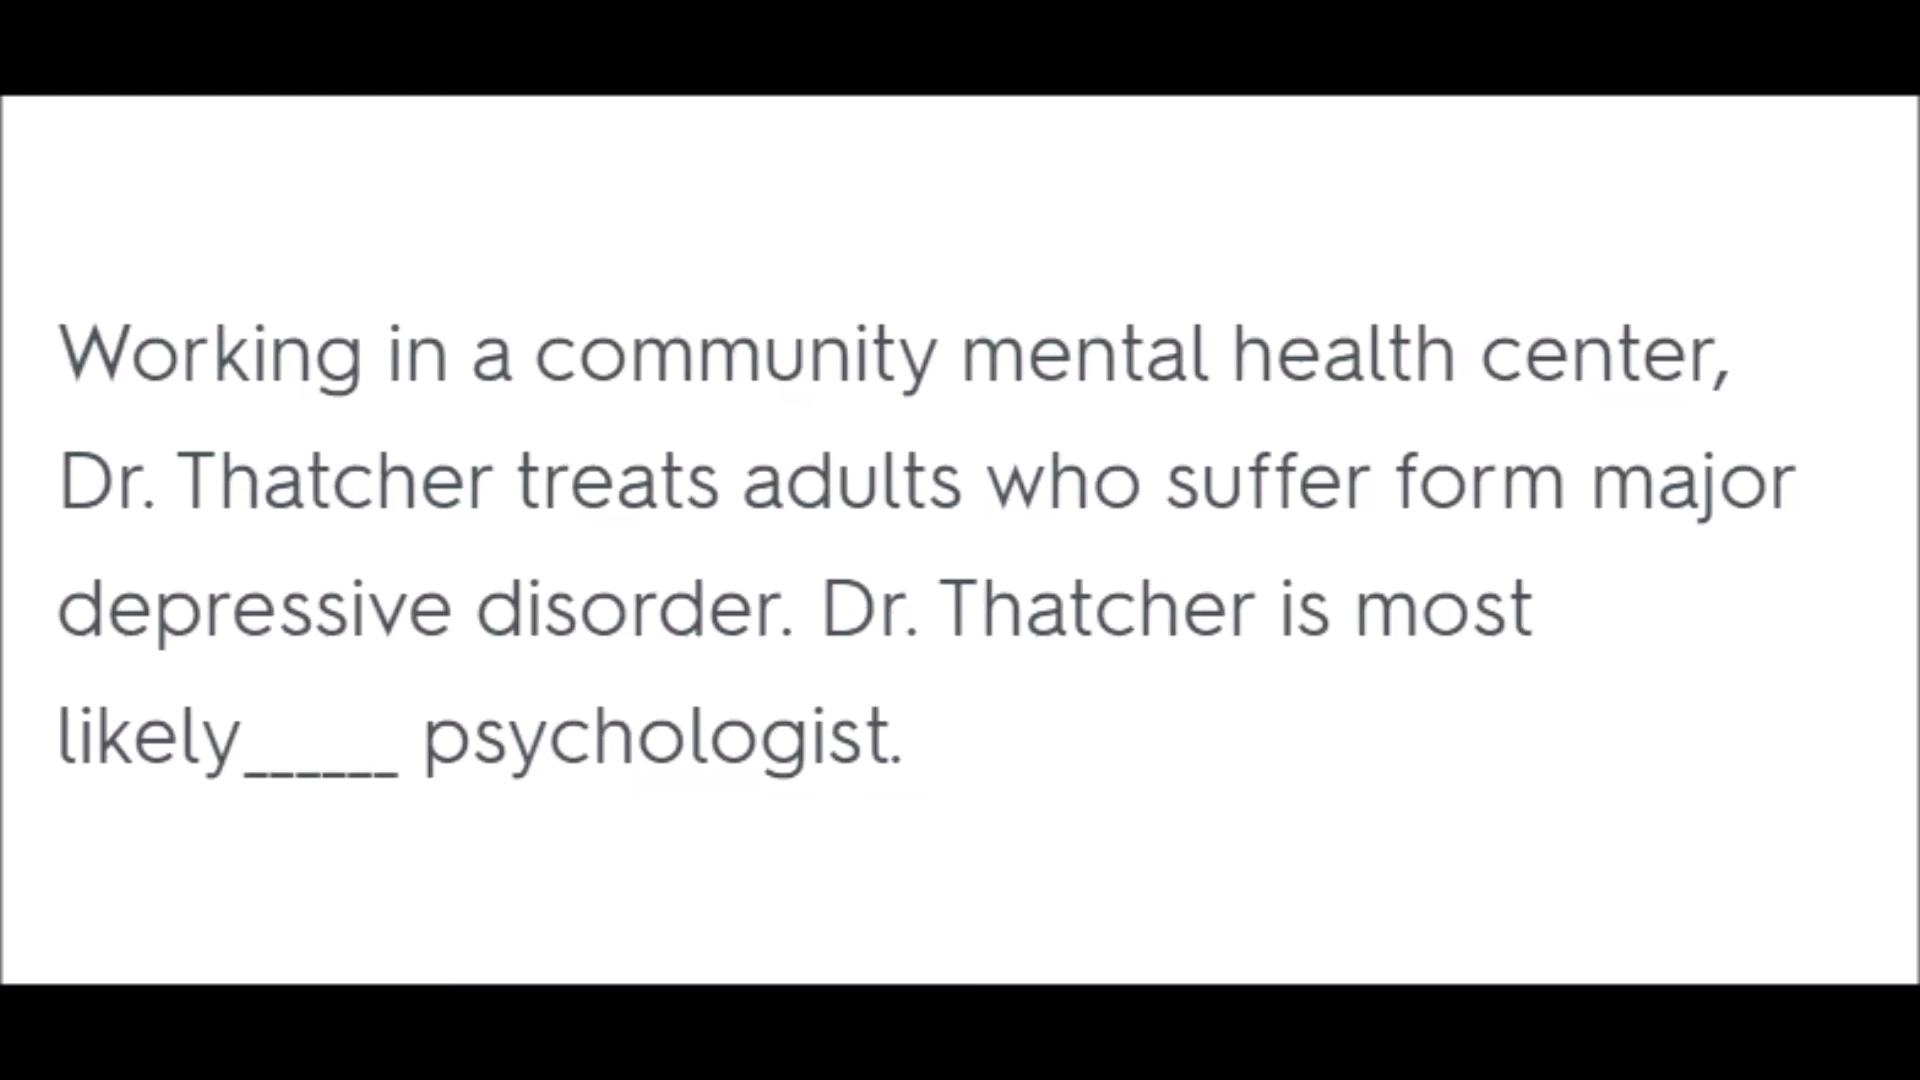 Working in a community mental health center,
Dr. Thatcher treats adults who suffer form major
depressive disorder. Dr. Thatcher is most
likely______ psychologist.